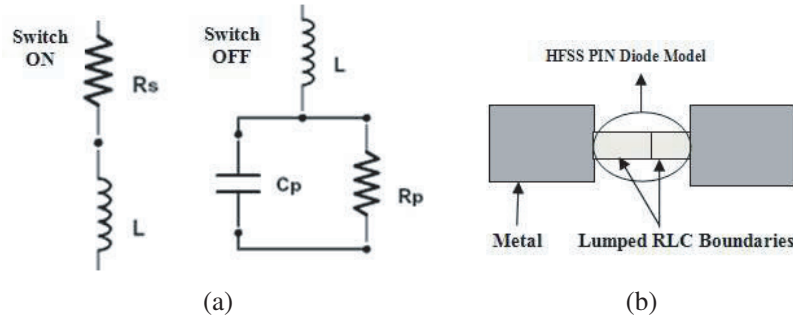 Switch
ON
Rs
L
Switch
OFF
L
Cp
Rp
(a)
HFSS PIN Diode Model
Metal
Lumped RLC Boundaries
(b)